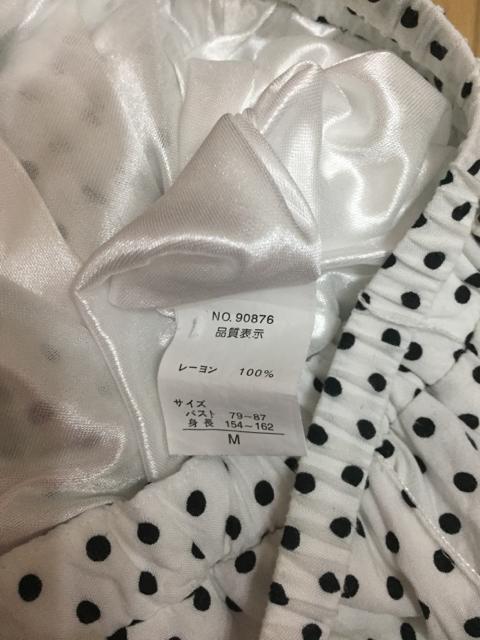 NO. 90876
品質表示
レーヨン 100%
サイズ
バスト 79~87
身長 154~162
M